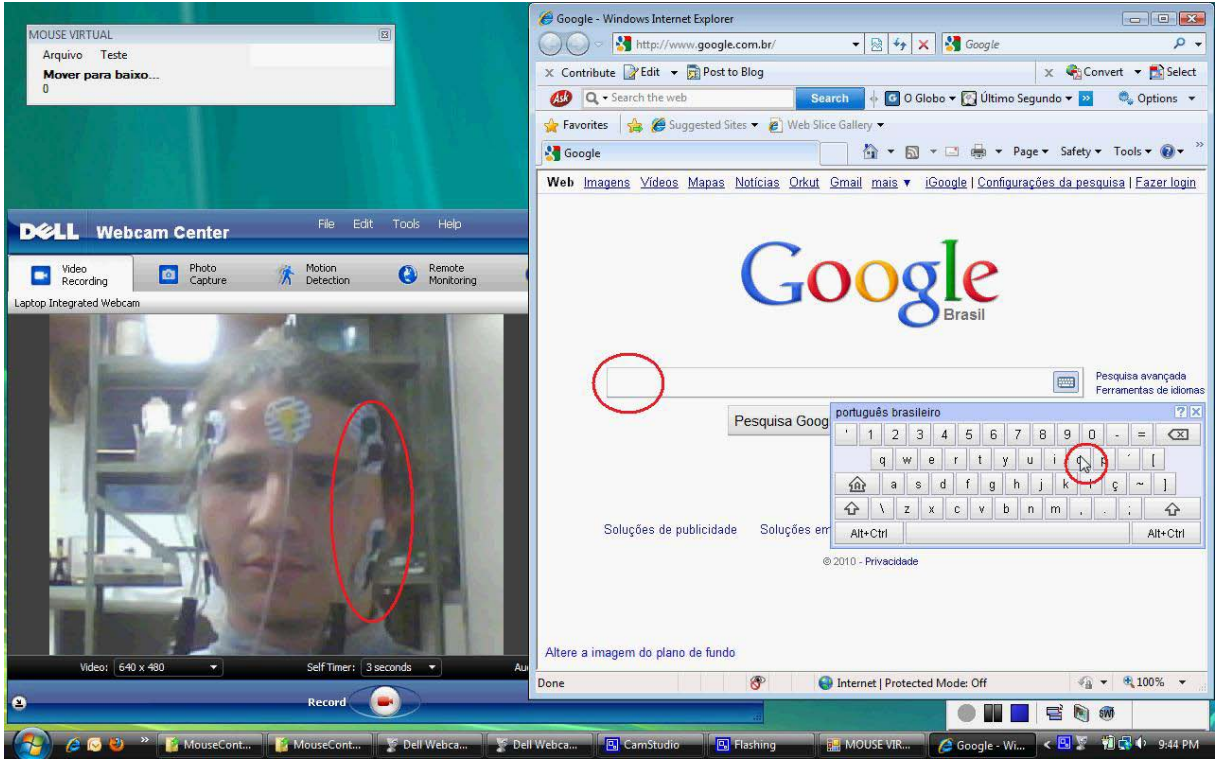 MOUSE VIRTUAL
Arquivo Teste
Mover para baixo...
0
DELL Webcam Center
File Edit Tools Help
Video Recording
Photo Capture
Motion Detection
Remote Monitoring
Laptop Integrated Webcam
Video: 640 x 480
Self Timer: 3 seconds
Au
Record
Google - Windows Internet Explorer
http://www.google.com.br/
Google
x Contribute Edit Post to Blog
x Convert Select
Ask Search the web Search O Globo Último Segundo Options
Favorites Suggested Sites Web Slice Gallery
Google
Page Safety Tools
Web Imagens Vídeos Mapas Notícias Orkut Gmail mais iGoogle | Configurações da pesquisa | Fazer login
Google
Brasil
Pesquisa avançada
Ferramentas de idiomas
Pesquisa Goog
português brasileiro
' 1 2 3 4 5 6 7 8 9 0 - =
q w e r t y u i p ´ [
a s d f g h j k ç ~ ]
\ z x c v b n m , . ;
Alt+Ctrl Alt+Ctrl
Soluções de publicidade Soluções em
© 2010 - Privacidade
Altere a imagem do plano de fundo
Done
Internet | Protected Mode: Off
100%
MouseCont...
MouseCont...
Dell Webca...
Dell Webca...
CamStudio
Flashing
MOUSE VIR...
Google - Wi...
9:44 PM